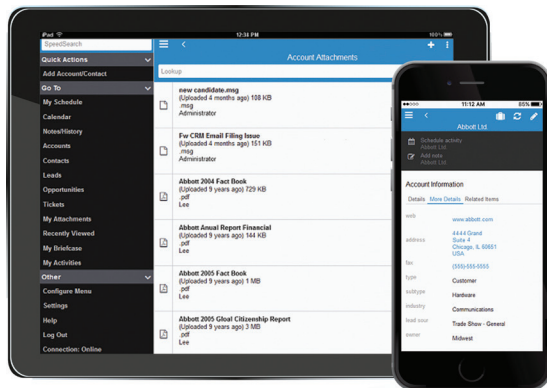 iPad
12:34 PM
100%
SpeedSearch
Quick Actions
Add Account/Contact
Go To
My Schedule
Calendar
Notes/History
Accounts
Contacts
Leads
Opportunities
Tickets
My Attachments
Recently Viewed
My Briefcase
My Activities
Other
Configure Menu
Settings
Help
Log Out
Connection: Online
Account Attachments
Lookup
new candidate.msg
(Uploaded 4 months ago) 108 KB
.msg
Administrator
Fw CRM Email Filing Issue
(Uploaded 4 months ago) 151 KB
.msg
Administrator
Abbott 2004 Fact Book
(Uploaded 9 years ago) 729 KB
.pdf
Lee
Abbott Anual Report Financial
(Uploaded 9 years ago) 144 KB
.pdf
Lee
Abbott 2005 Fact Book
(Uploaded 9 years ago) 1 MB
.pdf
Lee
Abbott 2005 Gloal Citizenship Report
(Uploaded 9 years ago) 3 MB
.pdf
Lee
11:12 AM
85%
Abbott Ltd.
Schedule activity
Abbott Ltd.
Add note
Abbott Ltd.
Account Information
Details More Details Related Items
web www.abbott.com
address 4444 Grand
Suite 4
Chicago, IL 60651
USA
fax (555)-555-5555
type Customer
subtype Hardware
industry Communications
lead sour Trade Show - General
owner Midwest